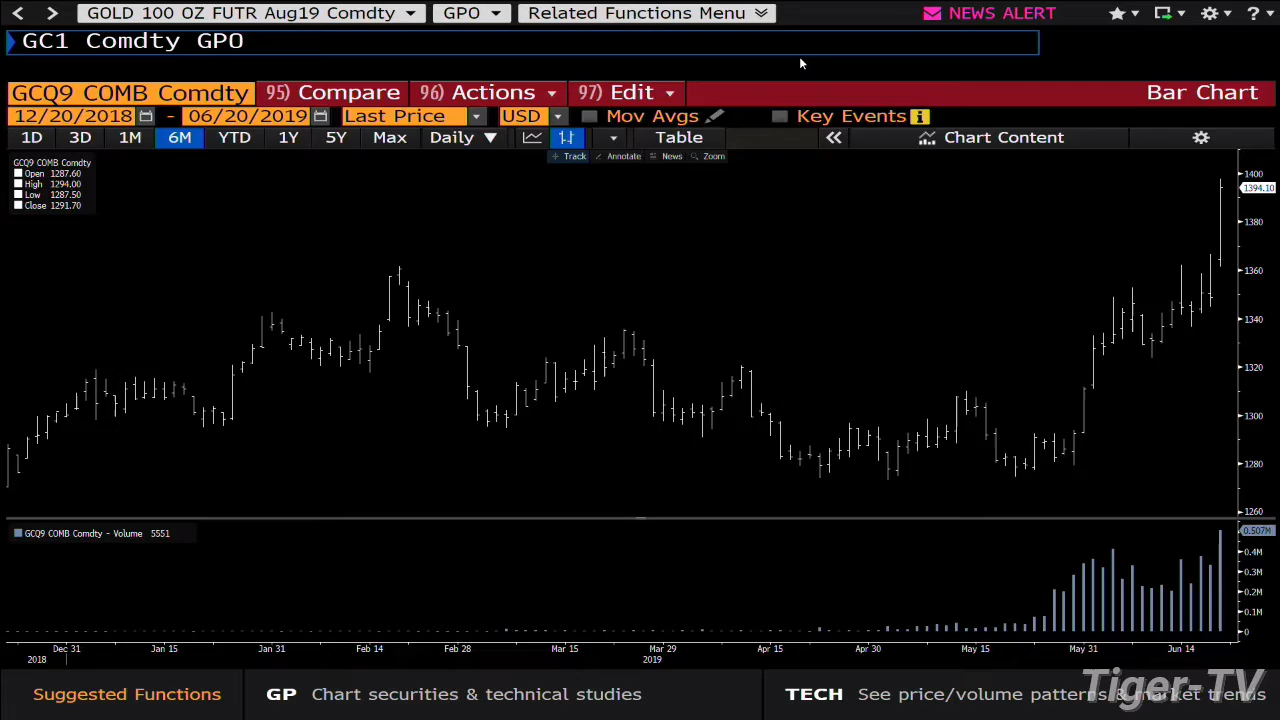 GOLD 100 OZ FUTR Aug19 Comdty GPO Related Functions Menu NEWS ALERT ?
GC1 Comdty GPO
GCQ9 COMB Comdty 95) Compare 96) Actions 97) Edit Bar Chart
12/20/2018 - 06/20/2019 Last Price USD Mov Avgs Key Events i
1D 3D 1M 6M YTD 1Y 5Y Max Daily Table Chart Content
Track Annotate News Zoom
GCQ9 COMB Comdty
Open 1287.60
High 1294.00
Low 1287.50
Close 1291.70
1400
1394.10
1380
1360
1340
1320
1300
1280
1260
GCQ9 COMB Comdty - Volume 5551
0.507M
0.4M
0.3M
0.2M
0.1M
0
Dec 31 Jan 15 Jan 31 Feb 14 Feb 28 Mar 15 Mar 29 Apr 15 Apr 30 May 15 May 31 Jun 14
2018 2019
Suggested Functions GP Chart securities & technical studies TECH See price/volume patterns & market trends
Tiger-TV